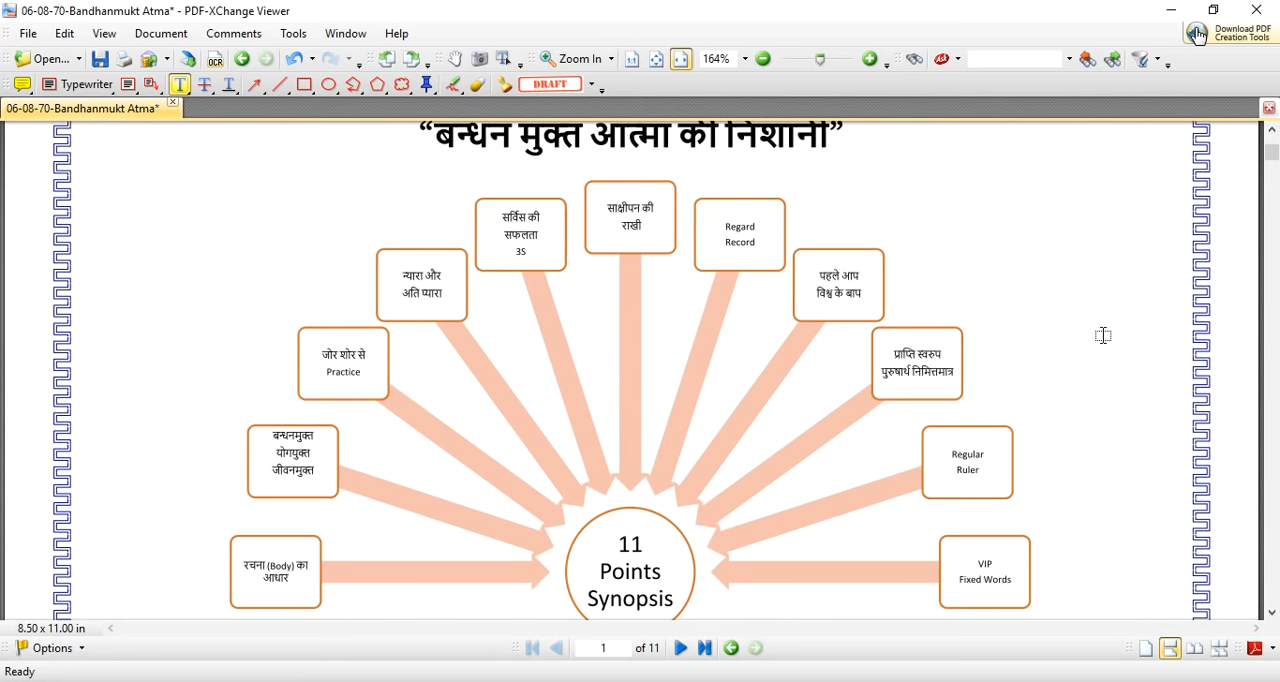 06-08-70-Bandhanmukt Atma* - PDF-XChange Viewer
File Edit View Document Comments Tools Window Help
Download PDF
Creation Tools
Open...
OCR
Zoom In
164%
Typewriter
DRAFT
06-08-70-Bandhanmukt Atma*
“बन्धन मुक्त आत्मा की निशानी”
साक्षीपन की
राखी
सर्विस की
सफलता
3S
Regard
Record
न्यारा और
अति प्यारा
पहले आप
विश्व के बाप
जोर शोर से
Practice
प्राप्ति स्वरुप
पुरुषार्थ निमित्तमात्र
बन्धनमुक्त
योगयुक्त
जीवनमुक्त
Regular
Ruler
रचना (Body) का
आधार
11
Points
Synopsis
VIP
Fixed Words
8.50 x 11.00 in
Options
1 of 11
Ready